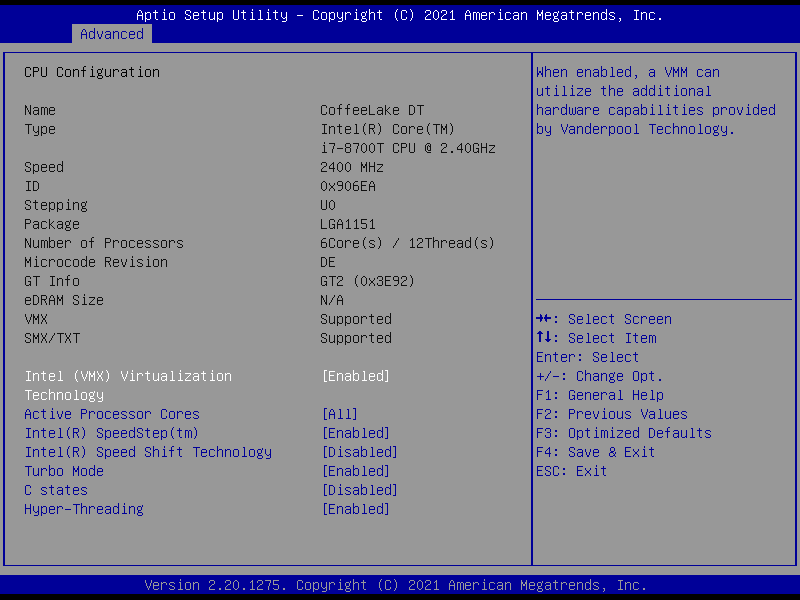 Aptio Setup Utility – Copyright (C) 2021 American Megatrends, Inc.
Advanced
CPU Configuration
Name CoffeeLake DT
Type Intel(R) Core(TM)
i7-8700T CPU @ 2.40GHz
Speed 2400 MHz
ID 0x906EA
Stepping U0
Package LGA1151
Number of Processors 6Core(s) / 12Thread(s)
Microcode Revision DE
GT Info GT2 (0x3E92)
eDRAM Size N/A
VMX Supported
SMX/TXT Supported
Intel (VMX) Virtualization [Enabled]
Technology
Active Processor Cores [All]
Intel(R) SpeedStep(tm) [Enabled]
Intel(R) Speed Shift Technology [Disabled]
Turbo Mode [Enabled]
C states [Disabled]
Hyper-Threading [Enabled]
When enabled, a VMM can
utilize the additional
hardware capabilities provided
by Vanderpool Technology.
→←: Select Screen
↑↓: Select Item
Enter: Select
+/-: Change Opt.
F1: General Help
F2: Previous Values
F3: Optimized Defaults
F4: Save & Exit
ESC: Exit
Version 2.20.1275. Copyright (C) 2021 American Megatrends, Inc.